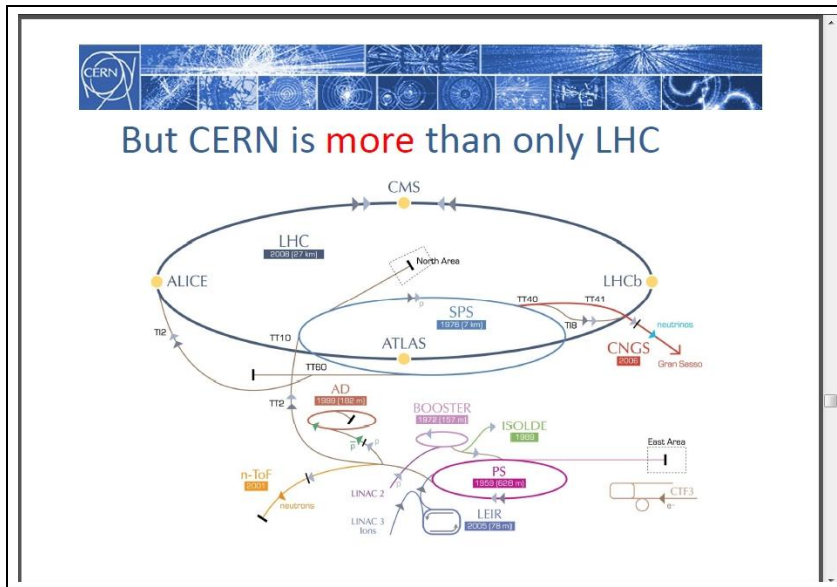 CERN
But CERN is more than only LHC
CMS
LHC
2008 (27 km)
North Area
ALICE
LHCb
TT40
TT41
SPS
1976 (7 km)
TI8
neutrinos
TT10
ATLAS
CNGS
2006
Gran Sasso
TI2
TT60
AD
1999 (182 m)
TT2
BOOSTER
1972 (157 m)
ISOLDE
1989
East Area
p
p
p
n-ToF
2001
PS
1959 (628 m)
LINAC 2
neutrons
CTF3
e-
LINAC 3
Ions
LEIR
2005 (78 m)